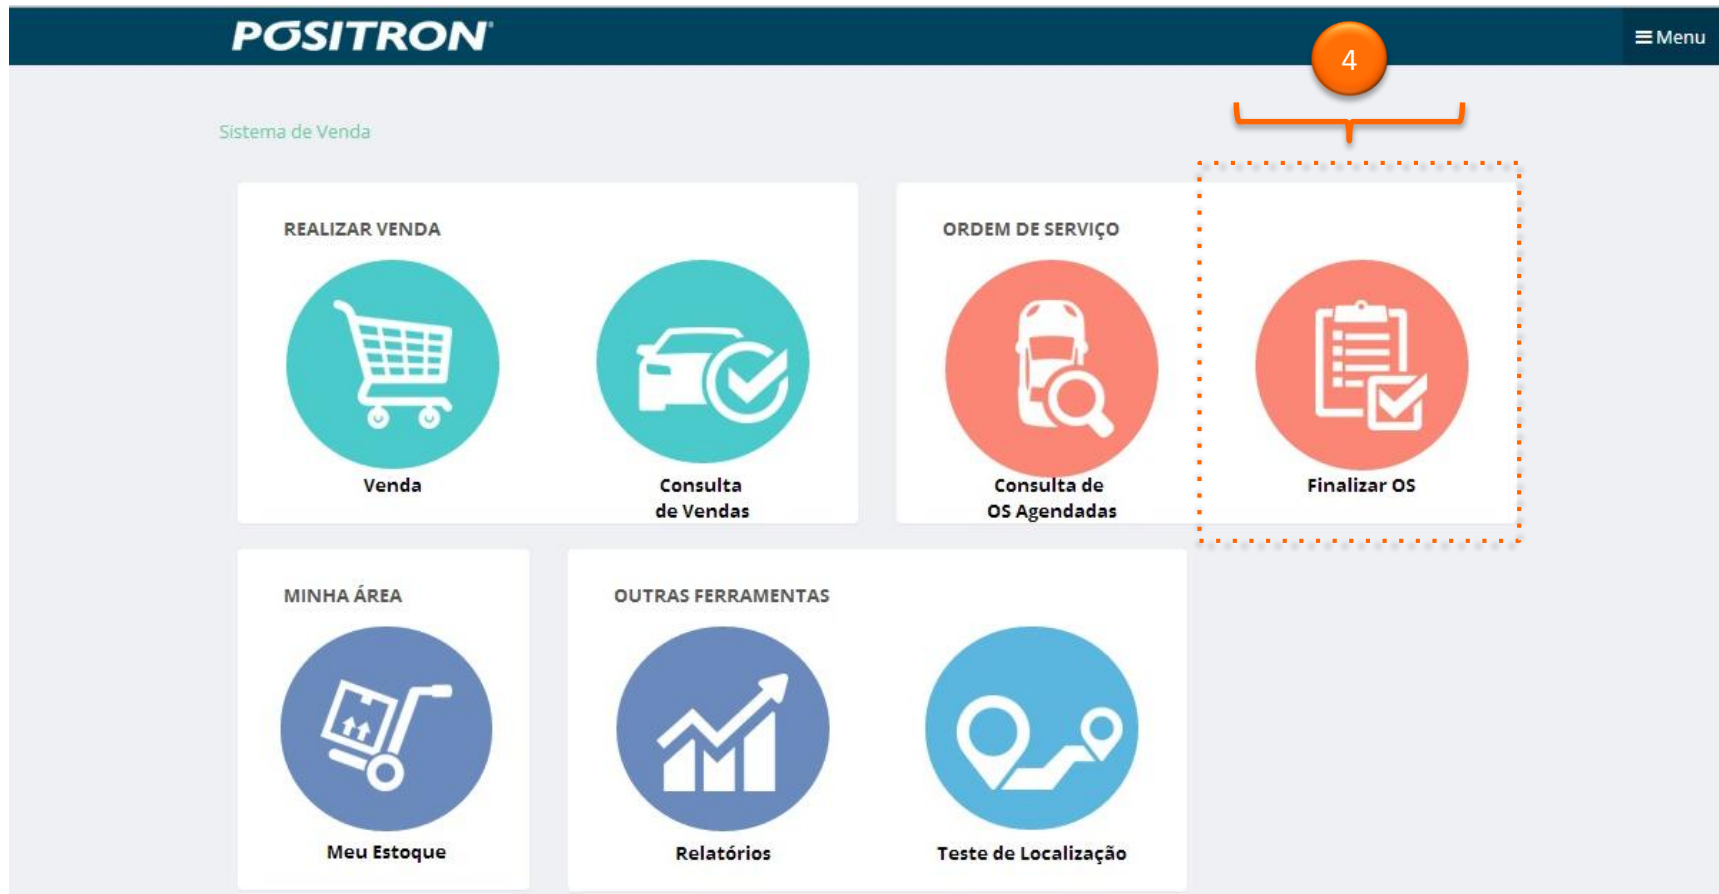 PÓSITRON
Menu
4
Sistema de Venda
REALIZAR VENDA
Venda
Consulta
de Vendas
ORDEM DE SERVIÇO
Consulta de
OS Agendadas
Finalizar OS
MINHA ÁREA
Meu Estoque
OUTRAS FERRAMENTAS
Relatórios
Teste de Localização